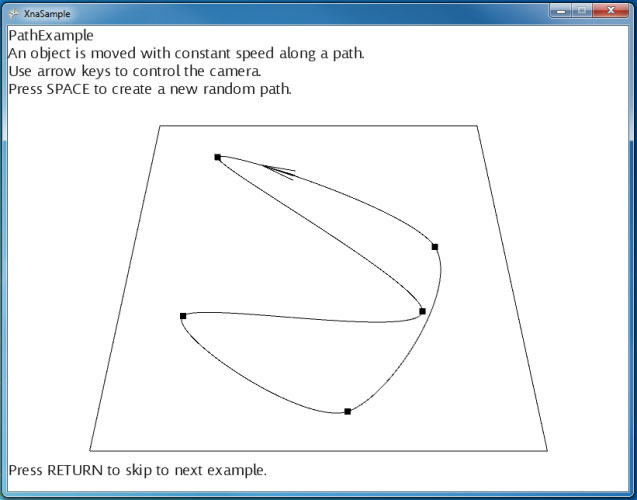 XnaSample
PathExample
An object is moved with constant speed along a path.
Use arrow keys to control the camera.
Press SPACE to create a new random path.
Press RETURN to skip to next example.